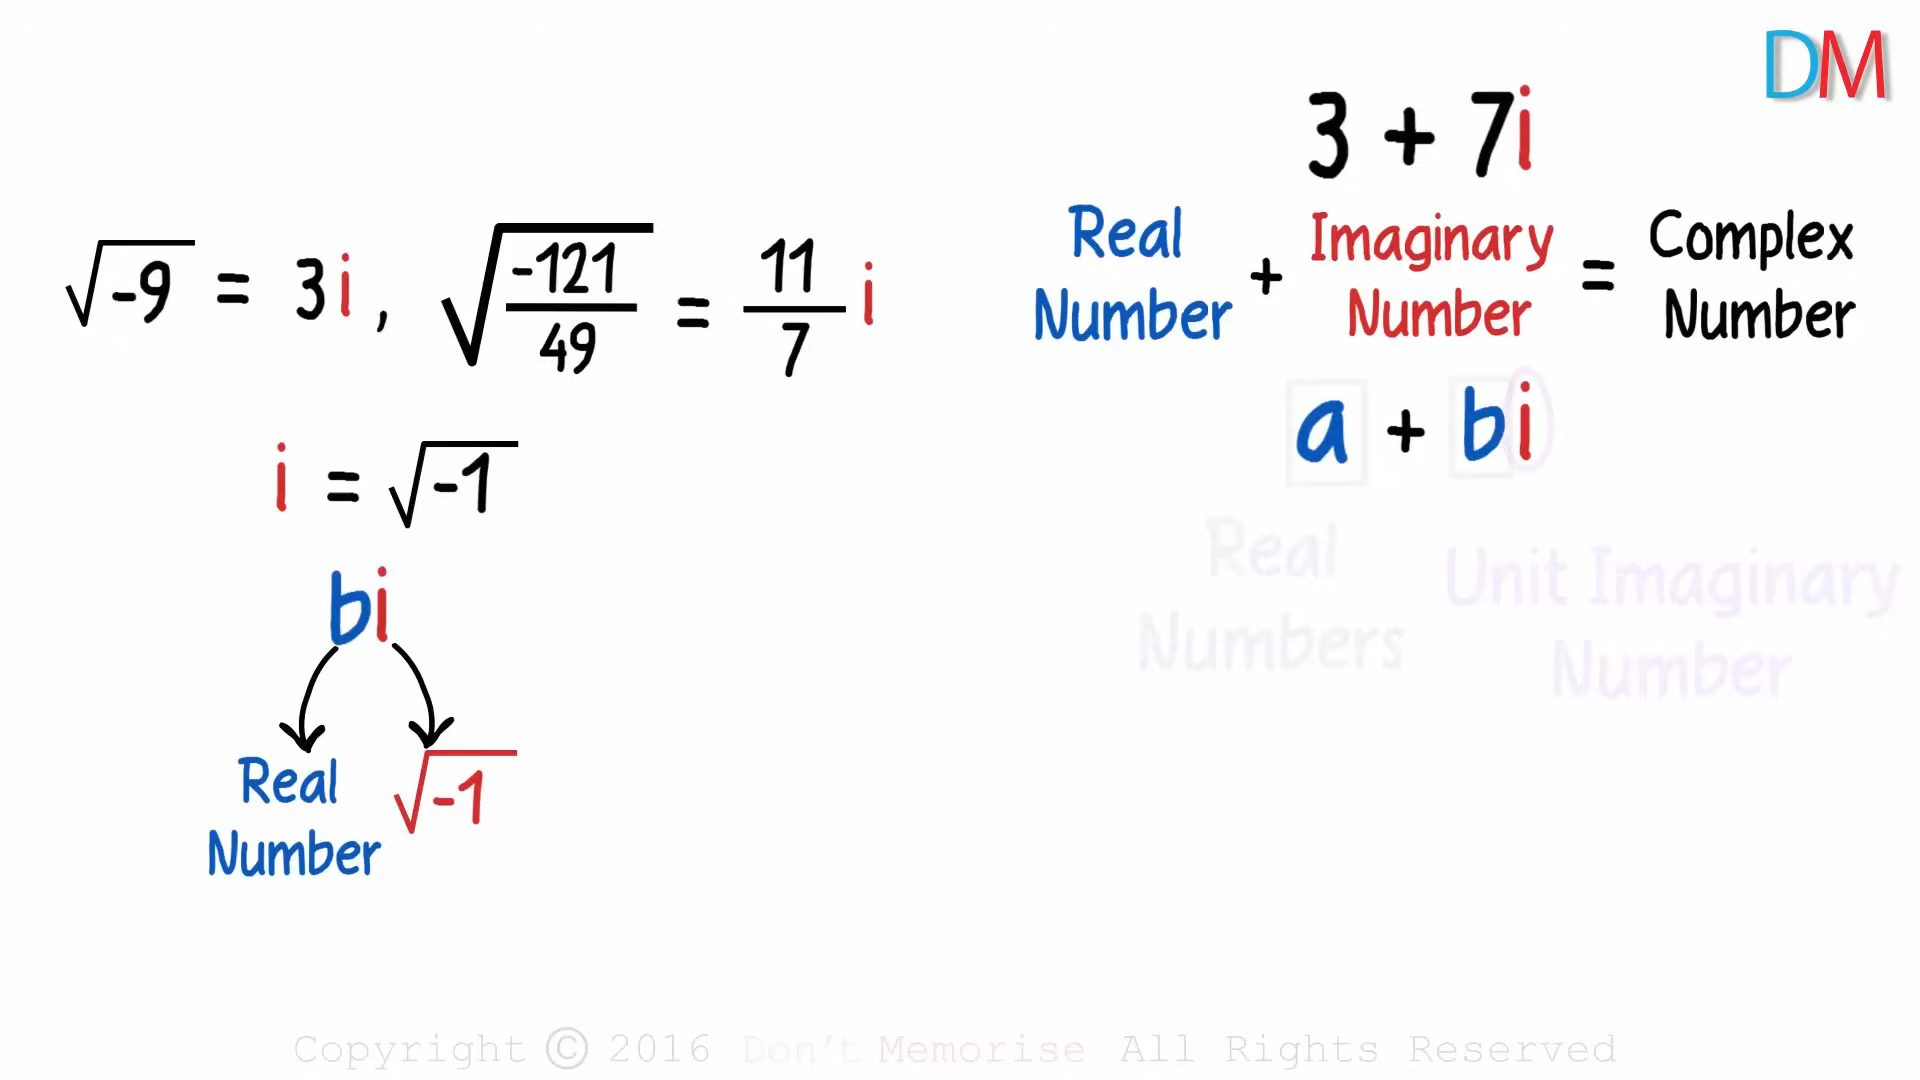 DM
√-9 = 3i , √(-121/49) = 11/7 i
i = √-1
bi
Real
Number
√-1
3 + 7i
Real
Number
+
Imaginary
Number
=
Complex
Number
a + bi
Real
Numbers
Unit Imaginary
Number
Copyright © 2016 Don't Memorise All Rights Reserved